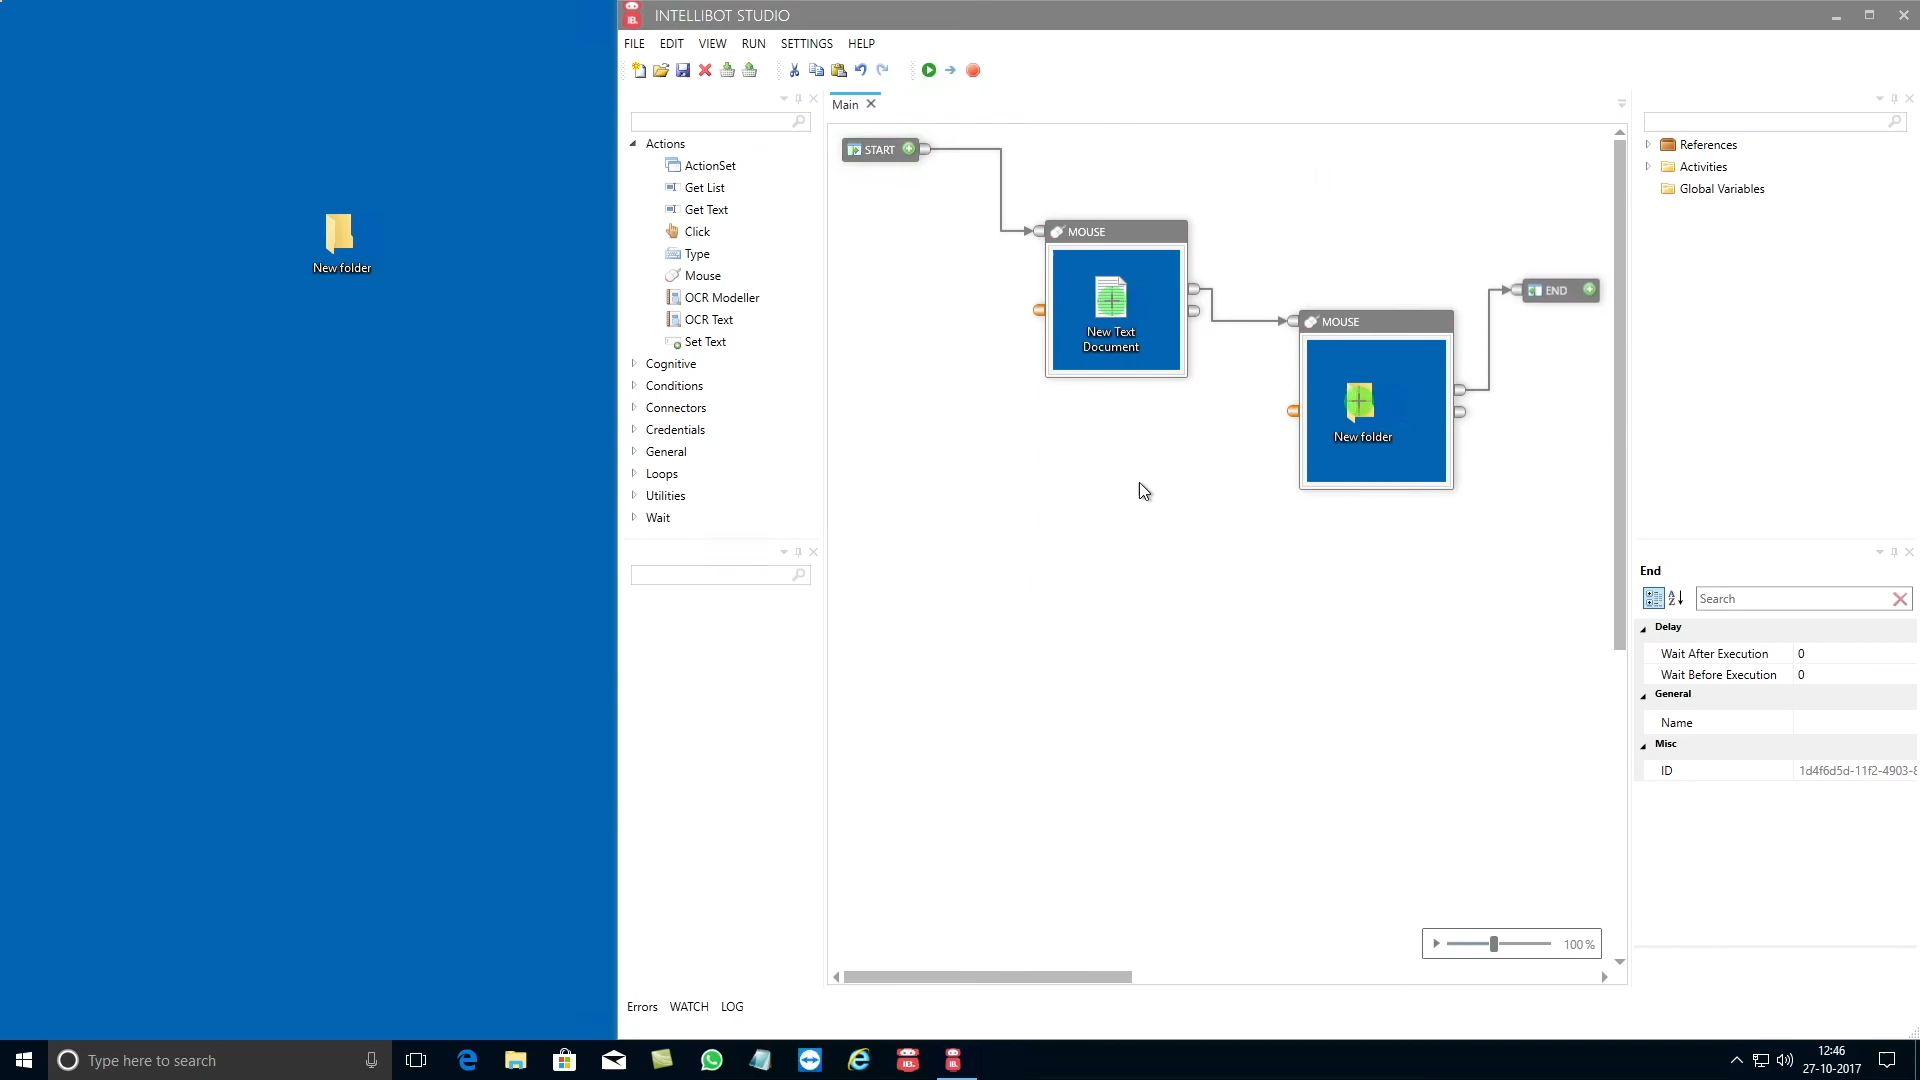 INTELLIBOT STUDIO
FILE EDIT VIEW RUN SETTINGS HELP
Main
Actions
ActionSet
Get List
Get Text
Click
Type
Mouse
OCR Modeller
OCR Text
Set Text
Cognitive
Conditions
Connectors
Credentials
General
Loops
Utilities
Wait
New folder
START
MOUSE
New Text
Document
MOUSE
New folder
END
100 %
References
Activities
Global Variables
End
Search
Delay
Wait After Execution 0
Wait Before Execution 0
General
Name
Misc
ID 1d4f6d5d-11f2-4903-
Errors WATCH LOG
Type here to search
12:46
27-10-2017